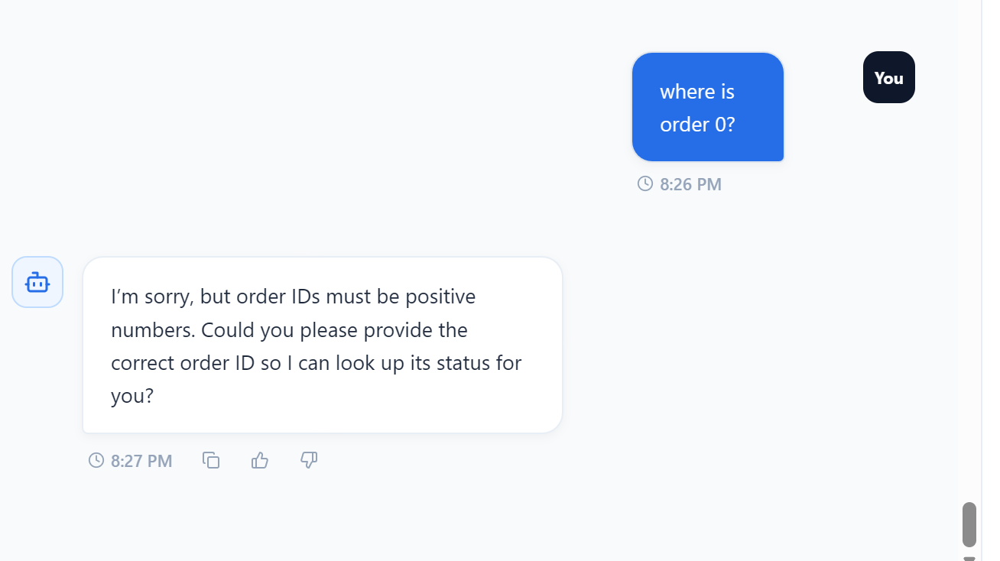 You
where is
order 0?
8:26 PM
I’m sorry, but order IDs must be positive
numbers. Could you please provide the
correct order ID so I can look up its status for
you?
8:27 PM